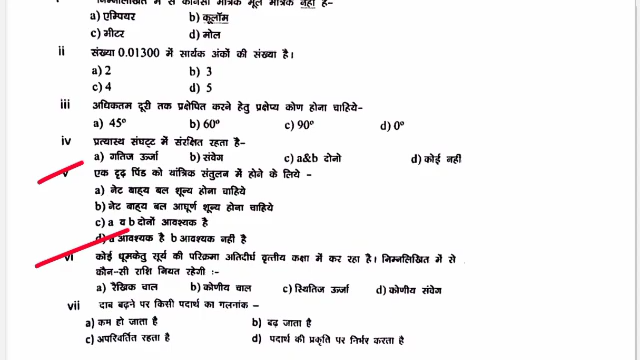 निम्नलिखित में से कौनसा मात्रक मूल मात्रक नहीं है-
a) एम्पियर b) कूलॉम
c) मीटर d) मोल
ii संख्या 0.01300 में सार्थक अंकों की संख्या है।
a) 2 b) 3
c) 4 d) 5
iii अधिकतम दूरी तक प्रक्षेपित करने हेतु प्रक्षेप्य कोण होना चाहिये-
a) 45° b) 60° c) 90° d) 0°
iv प्रत्यास्थ संघट्ट में संरक्षित रहता है-
a) गतिज ऊर्जा b) संवेग c) a&b दोनो d) कोई नही
v एक दृढ़ पिंड को यांत्रिक संतुलन में होने के लिये -
a) नेट बाह्य बल शून्य होना चाहिये
b) नेट बाह्य बल आघूर्ण शून्य होना चाहिये
c) a व b दोनों आवश्यक है
d) a आवश्यक है b आवश्यक नहीं है
vi कोई धूमकेतु सूर्य की परिक्रमा अतिदीर्घ वृत्तीय कक्षा में कर रहा है। निम्नलिखित में से
कौन-सी राशि नियत रहेगी :-
a) रैखिक चाल b) कोणीय चाल c) स्थितिज ऊर्जा d) कोणीय संवेग
vii दाब बढ़ने पर किसी पदार्थ का गलनांक -
a) कम हो जाता है b) बढ़ जाता है
c) अपरिवर्तित रहता है d) पदार्थ की प्रकृति पर निर्भर करता है